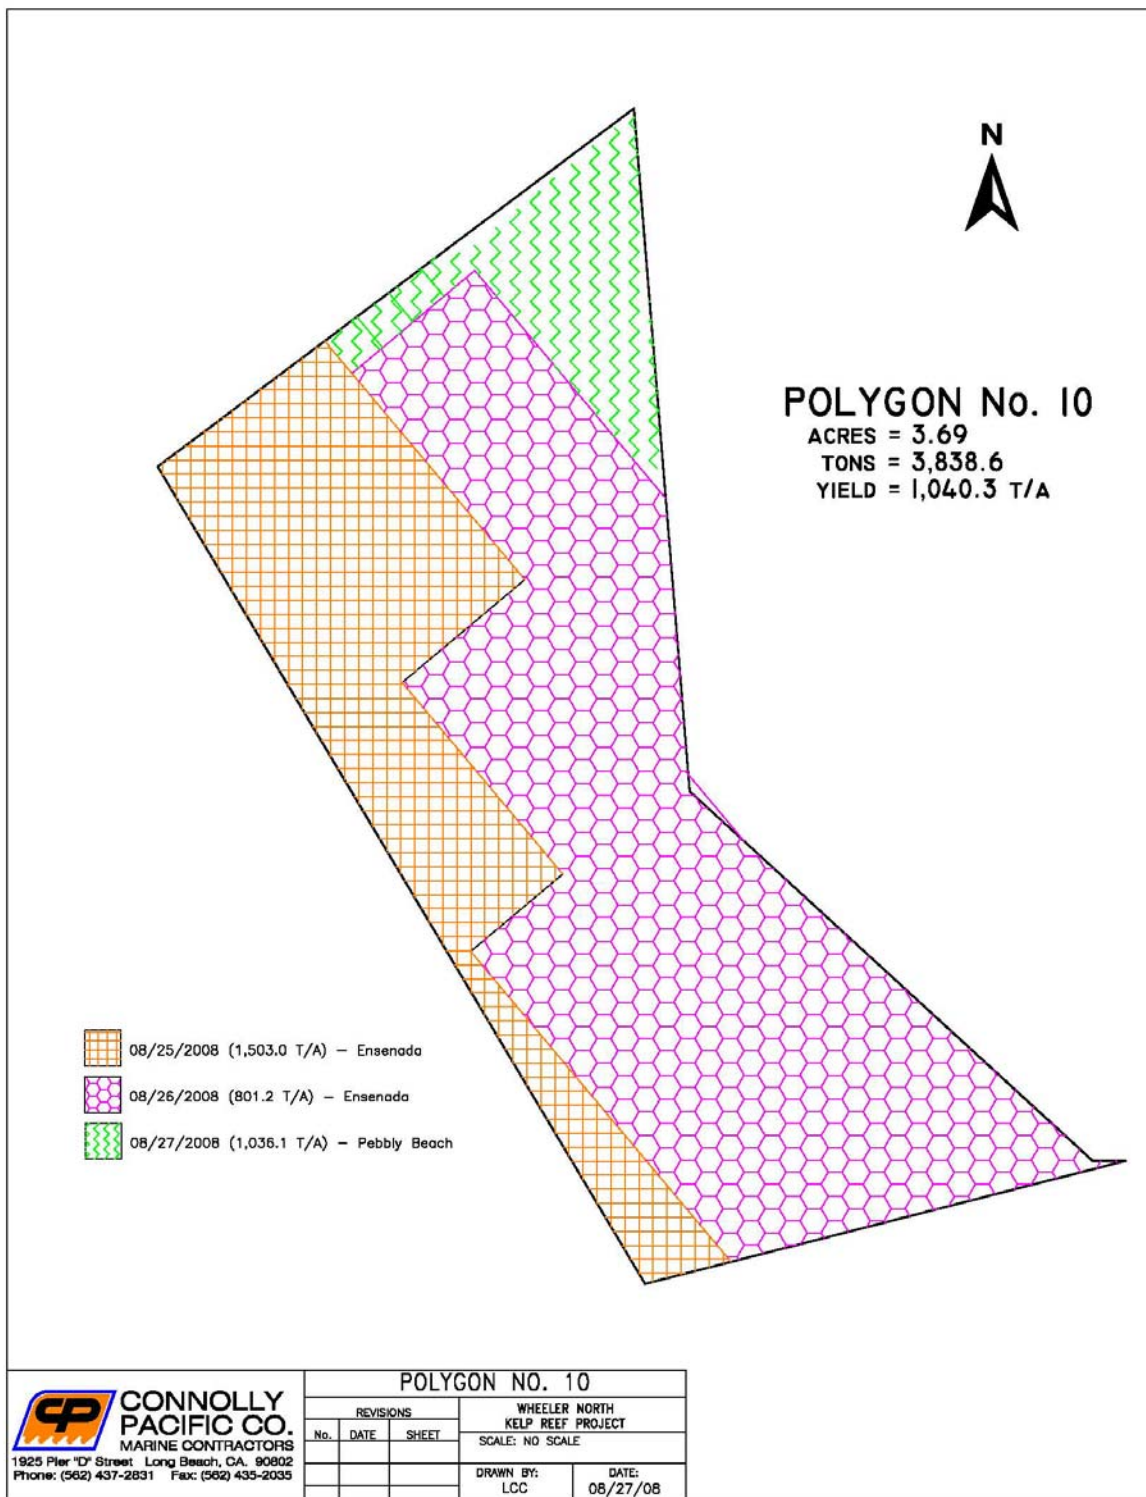 N
POLYGON No. 10
ACRES = 3.69
TONS = 3,838.6
YIELD = 1,040.3 T/A
08/25/2008 (1,503.0 T/A) – Ensenada
08/26/2008 (801.2 T/A) – Ensenada
08/27/2008 (1,036.1 T/A) – Pebbly Beach
CP
CONNOLLY
PACIFIC CO.
MARINE CONTRACTORS
1925 Pier "D" Street Long Beach, CA. 90802
Phone: (562) 437-2831 Fax: (562) 435-2035
POLYGON NO. 10
REVISIONS
No. DATE SHEET
WHEELER NORTH
KELP REEF PROJECT
SCALE: NO SCALE
DRAWN BY:
LCC
DATE:
08/27/08